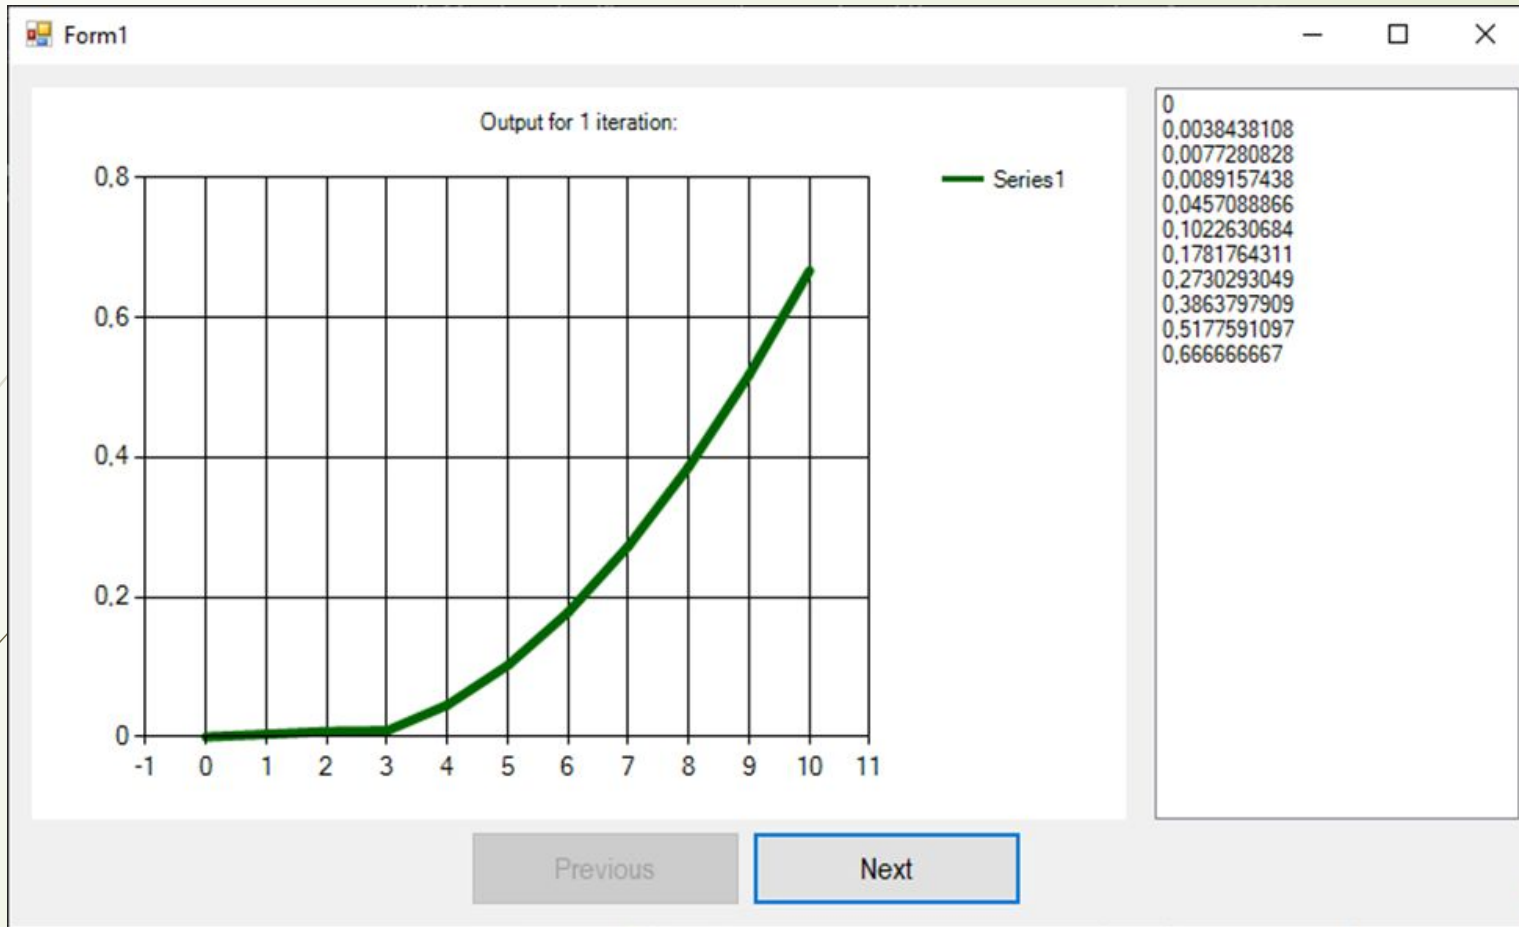 Form1
Output for 1 iteration:
0,8
0,6
0,4
0,2
0
-1 0 1 2 3 4 5 6 7 8 9 10 11
Series1
0
0,0038438108
0,0077280828
0,0089157438
0,0457088866
0,1022630684
0,1781764311
0,2730293049
0,3863797909
0,5177591097
0,666666667
Previous
Next